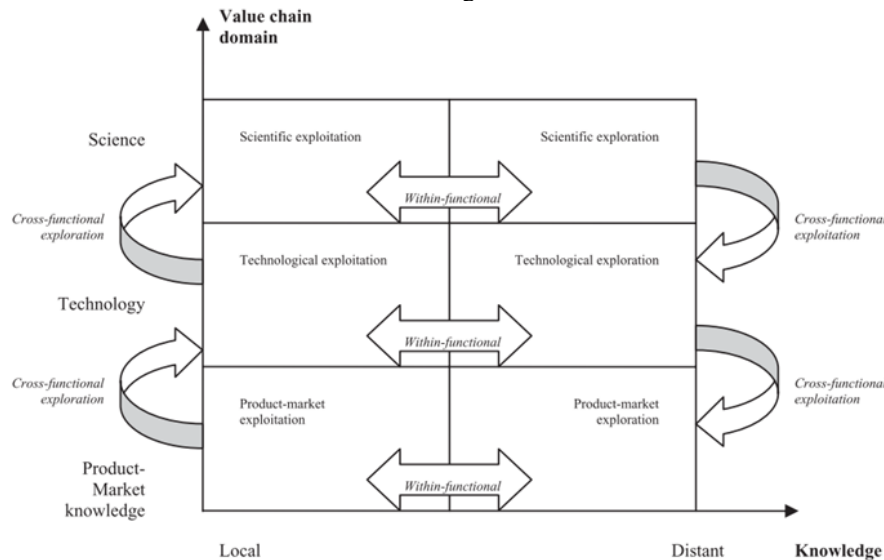 Value chain
domain
Science
Scientific exploitation
Scientific exploration
Within-functional
Cross-functional
exploration
Cross-functional
exploitation
Technological exploitation
Technological exploration
Technology
Within-functional
Cross-functional
exploration
Cross-functional
exploitation
Product-market
exploitation
Product-market
exploration
Product-
Market
knowledge
Within-functional
Local
Distant
Knowledge